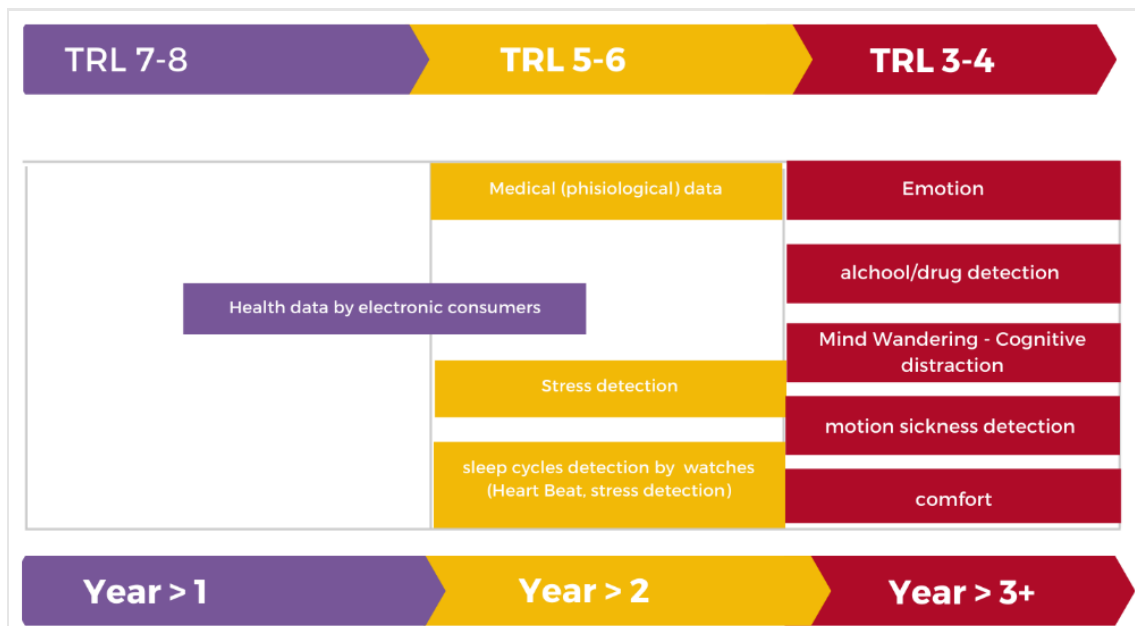 TRL 7-8
TRL 5-6
TRL 3-4
Medical (phisiological) data
Emotion
alchool/drug detection
Health data by electronic consumers
Mind Wandering - Cognitive
distraction
Stress detection
motion sickness detection
sleep cycles detection by watches
(Heart Beat, stress detection)
comfort
Year > 1
Year > 2
Year > 3+